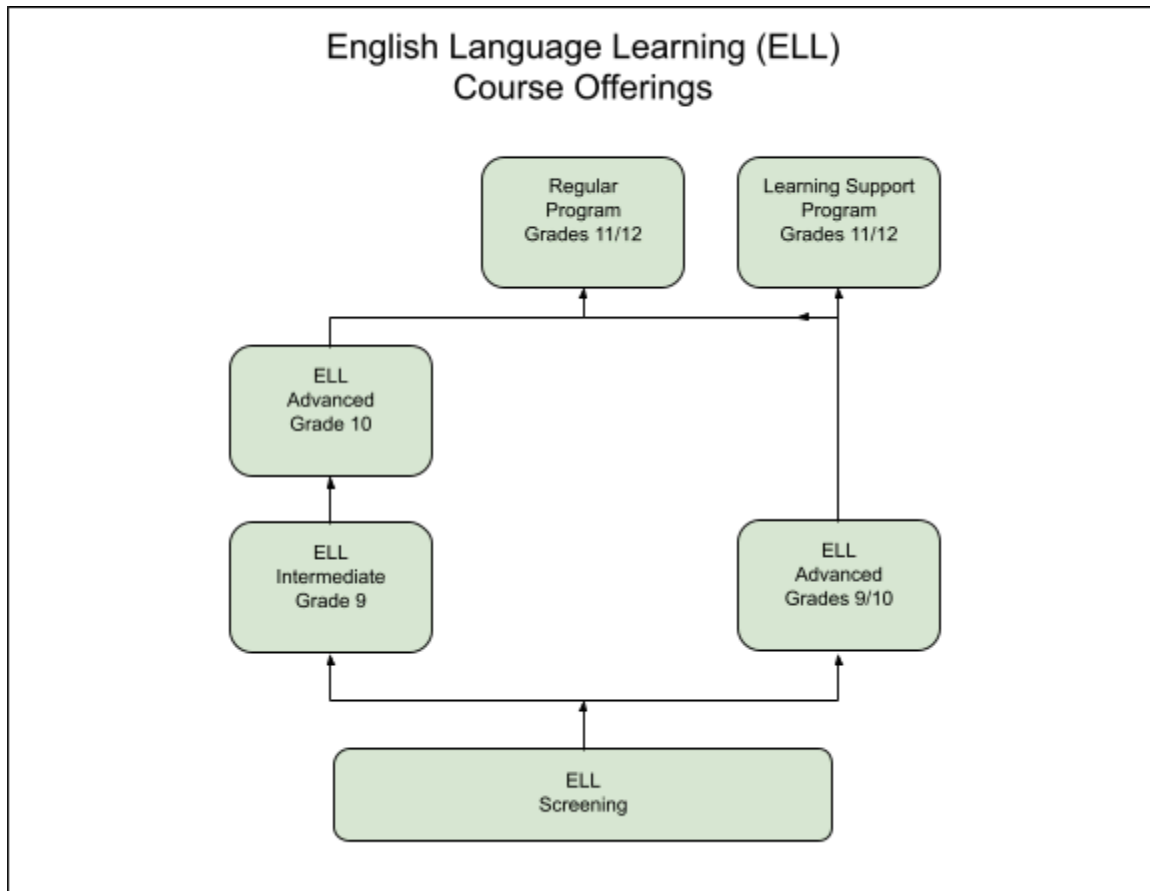 English Language Learning (ELL)
Course Offerings
Regular
Program
Grades 11/12
Learning Support
Program
Grades 11/12
ELL
Advanced
Grade 10
ELL
Intermediate
Grade 9
ELL
Advanced
Grades 9/10
ELL
Screening